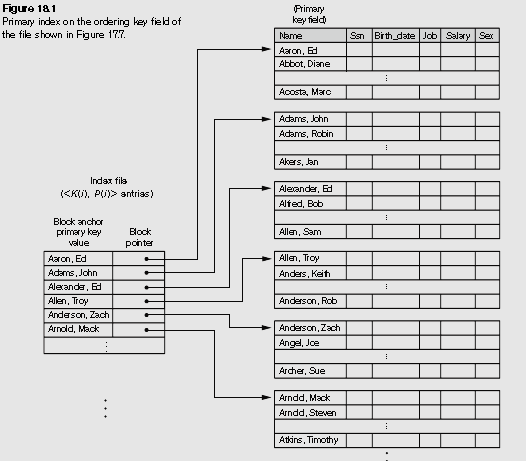 Figure 18.1
Primary index on the ordering key field of
the file shown in Figure 17.7.
(Primary
key field)
Name Ssn Birth_date Job Salary Sex
Aaron, Ed
Abbot, Diane
⋮
Acosta, Marc
Adams, John
Adams, Robin
⋮
Akers, Jan
Alexander, Ed
Alfred, Bob
⋮
Allen, Sam
Allen, Troy
Anders, Keith
⋮
Anderson, Rob
Anderson, Zach
Angel, Joe
⋮
Archer, Sue
Arnold, Mack
Arnold, Steven
⋮
Atkins, Timothy
⋮
Index file
(<K(i), P(i)> entries)
Block anchor
primary key
value
Block
pointer
Aaron, Ed
Adams, John
Alexander, Ed
Allen, Troy
Anderson, Zach
Arnold, Mack
⋮
⋮